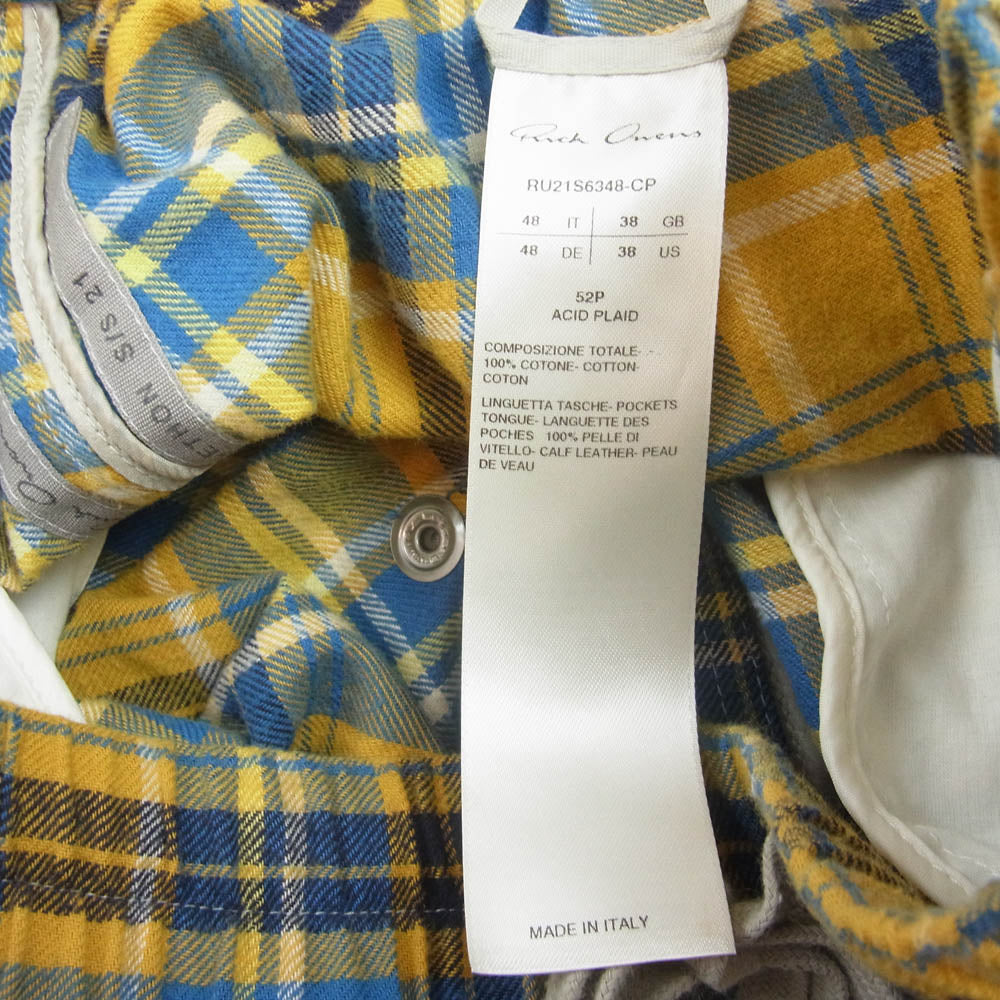 Rick Owens
RU21S6348-CP
48 IT 38 GB
48 DE 38 US
52P
ACID PLAID
COMPOSIZIONE TOTALE- -
100% COTONE- COTTON-
COTON
LINGUETTA TASCHE- POCKETS
TONGUE- LANGUETTE DES
POCHES 100% PELLE DI
VITELLO- CALF LEATHER- PEAU
DE VEAU
MADE IN ITALY
S/S 21